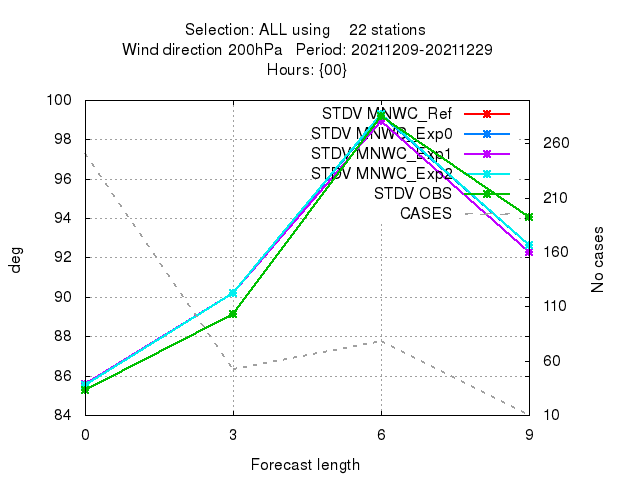 Selection: ALL using    22 stations
Wind direction 200hPa   Period: 20211209-20211229
Hours: {00}
100
98
96
94
92
90
88
86
84
260
210
160
110
60
10
STDV MNWC_Ref
STDV MNWC_Exp0
STDV MNWC_Exp1
STDV MNWC_Exp2
STDV OBS
CASES
deg
No cases
0 3 6 9
Forecast length